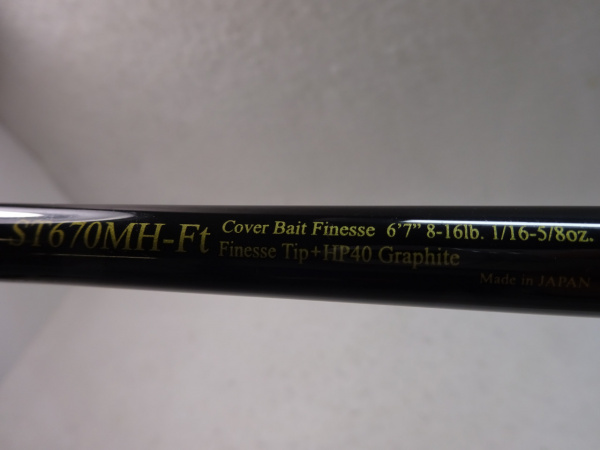 ST670MH-Ft Cover Bait Finesse 6'7" 8-16lb. 1/16-5/8oz.
Finesse Tip+HP40 Graphite
Made in JAPAN